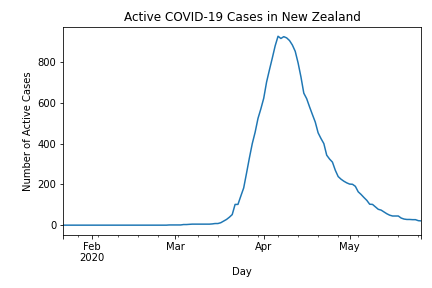 Active COVID-19 Cases in New Zealand
Number of Active Cases
800
600
400
200
0
Feb
2020
Mar
Apr
May
Day